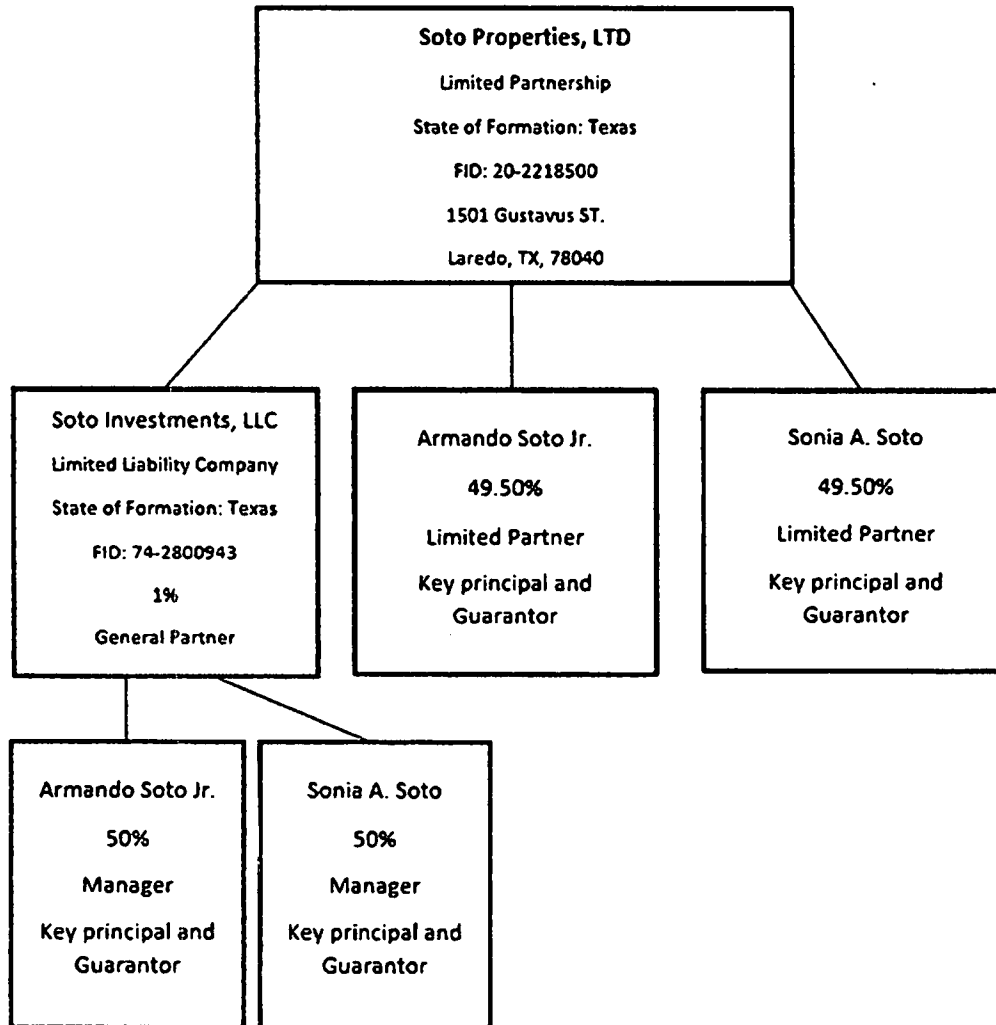 Soto Properties, LTD
Limited Partnership
State of Formation: Texas
FID: 20-2218500
1501 Gustavus ST.
Laredo, TX, 78040
Soto Investments, LLC
Limited Liability Company
State of Formation: Texas
FID: 74-2800943
1%
General Partner
Armando Soto Jr.
49.50%
Limited Partner
Key principal and
Guarantor
Sonia A. Soto
49.50%
Limited Partner
Key principal and
Guarantor
Armando Soto Jr.
50%
Manager
Key principal and
Guarantor
Sonia A. Soto
50%
Manager
Key principal and
Guarantor